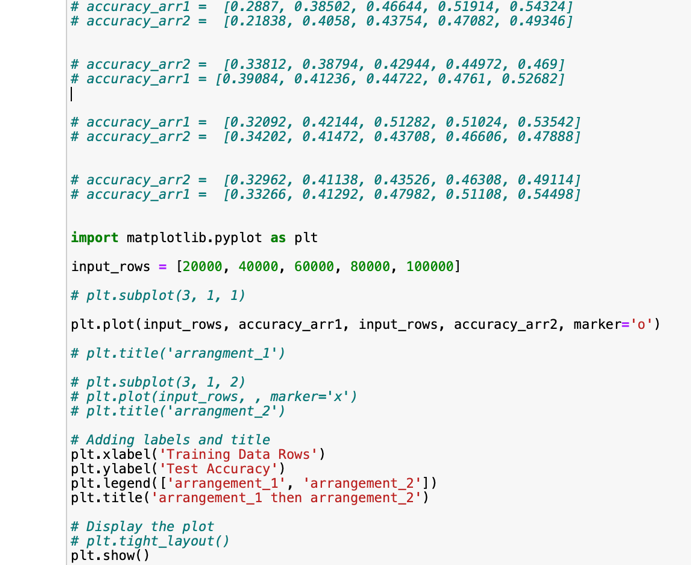 # accuracy_arr1 =  [0.2887, 0.38502, 0.46644, 0.51914, 0.54324]
# accuracy_arr2 =  [0.21838, 0.4058, 0.43754, 0.47082, 0.49346]
# accuracy_arr2 =  [0.33812, 0.38794, 0.42944, 0.44972, 0.469]
# accuracy_arr1 = [0.39084, 0.41236, 0.44722, 0.4761, 0.52682]
# accuracy_arr1 =  [0.32092, 0.42144, 0.51282, 0.51024, 0.53542]
# accuracy_arr2 =  [0.34202, 0.41472, 0.43708, 0.46606, 0.47888]
# accuracy_arr2 =  [0.32962, 0.41138, 0.43526, 0.46308, 0.49114]
# accuracy_arr1 =  [0.33266, 0.41292, 0.47982, 0.51108, 0.54498]
import matplotlib.pyplot as plt
input_rows = [20000, 40000, 60000, 80000, 100000]
# plt.subplot(3, 1, 1)
plt.plot(input_rows, accuracy_arr1, input_rows, accuracy_arr2, marker='o')
# plt.title('arrangment_1')
# plt.subplot(3, 1, 2)
# plt.plot(input_rows, , marker='x')
# plt.title('arrangment_2')
# Adding labels and title
plt.xlabel('Training Data Rows')
plt.ylabel('Test Accuracy')
plt.legend(['arrangement_1', 'arrangement_2'])
plt.title('arrangement_1 then arrangement_2')
# Display the plot
# plt.tight_layout()
plt.show()